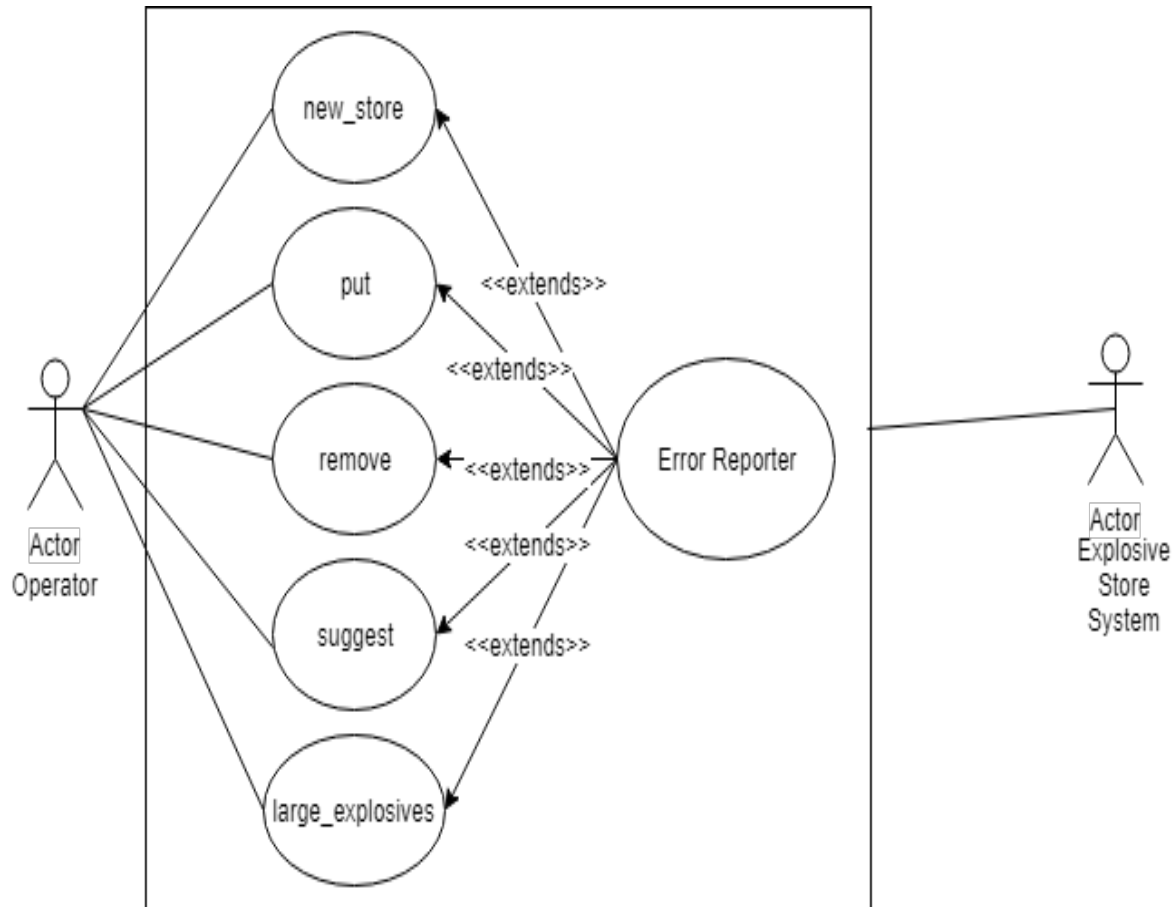 new_store
<<extends>>
put
<<extends>>
remove
<<extends>>
Error Reporter
<<extends>>
suggest
<<extends>>
large_explosives
Actor
Operator
Actor
Explosive
Store
System